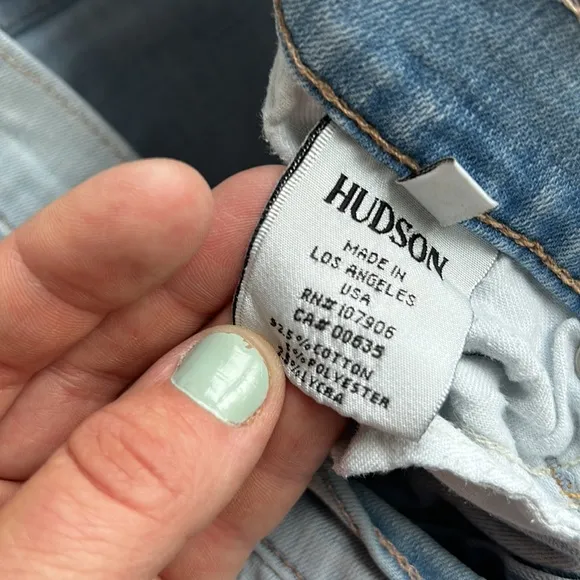 HUDSON
MADE IN
LOS ANGELES
USA
RN# 107906
CA# 00635
COTTON
POLYESTER
LYCRA